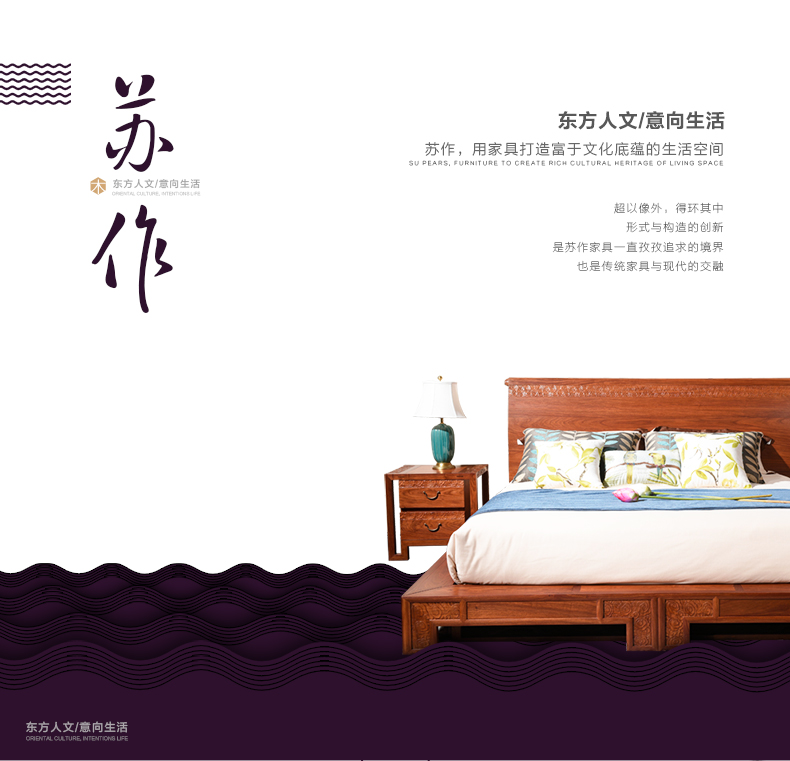 苏
作
木
东方人文/意向生活
ORIENTAL CULTURE, INTENTIONS LIFE
东方人文/意向生活
苏作，用家具打造富于文化底蕴的生活空间
SU PEARS, FURNITURE TO CREATE RICH CULTURAL HERITAGE OF LIVING SPACE
超以像外，得环其中
形式与构造的创新
是苏作家具一直孜孜追求的境界
也是传统家具与现代的交融
东方人文/意向生活
ORIENTAL CULTURE, INTENTIONS LIFE